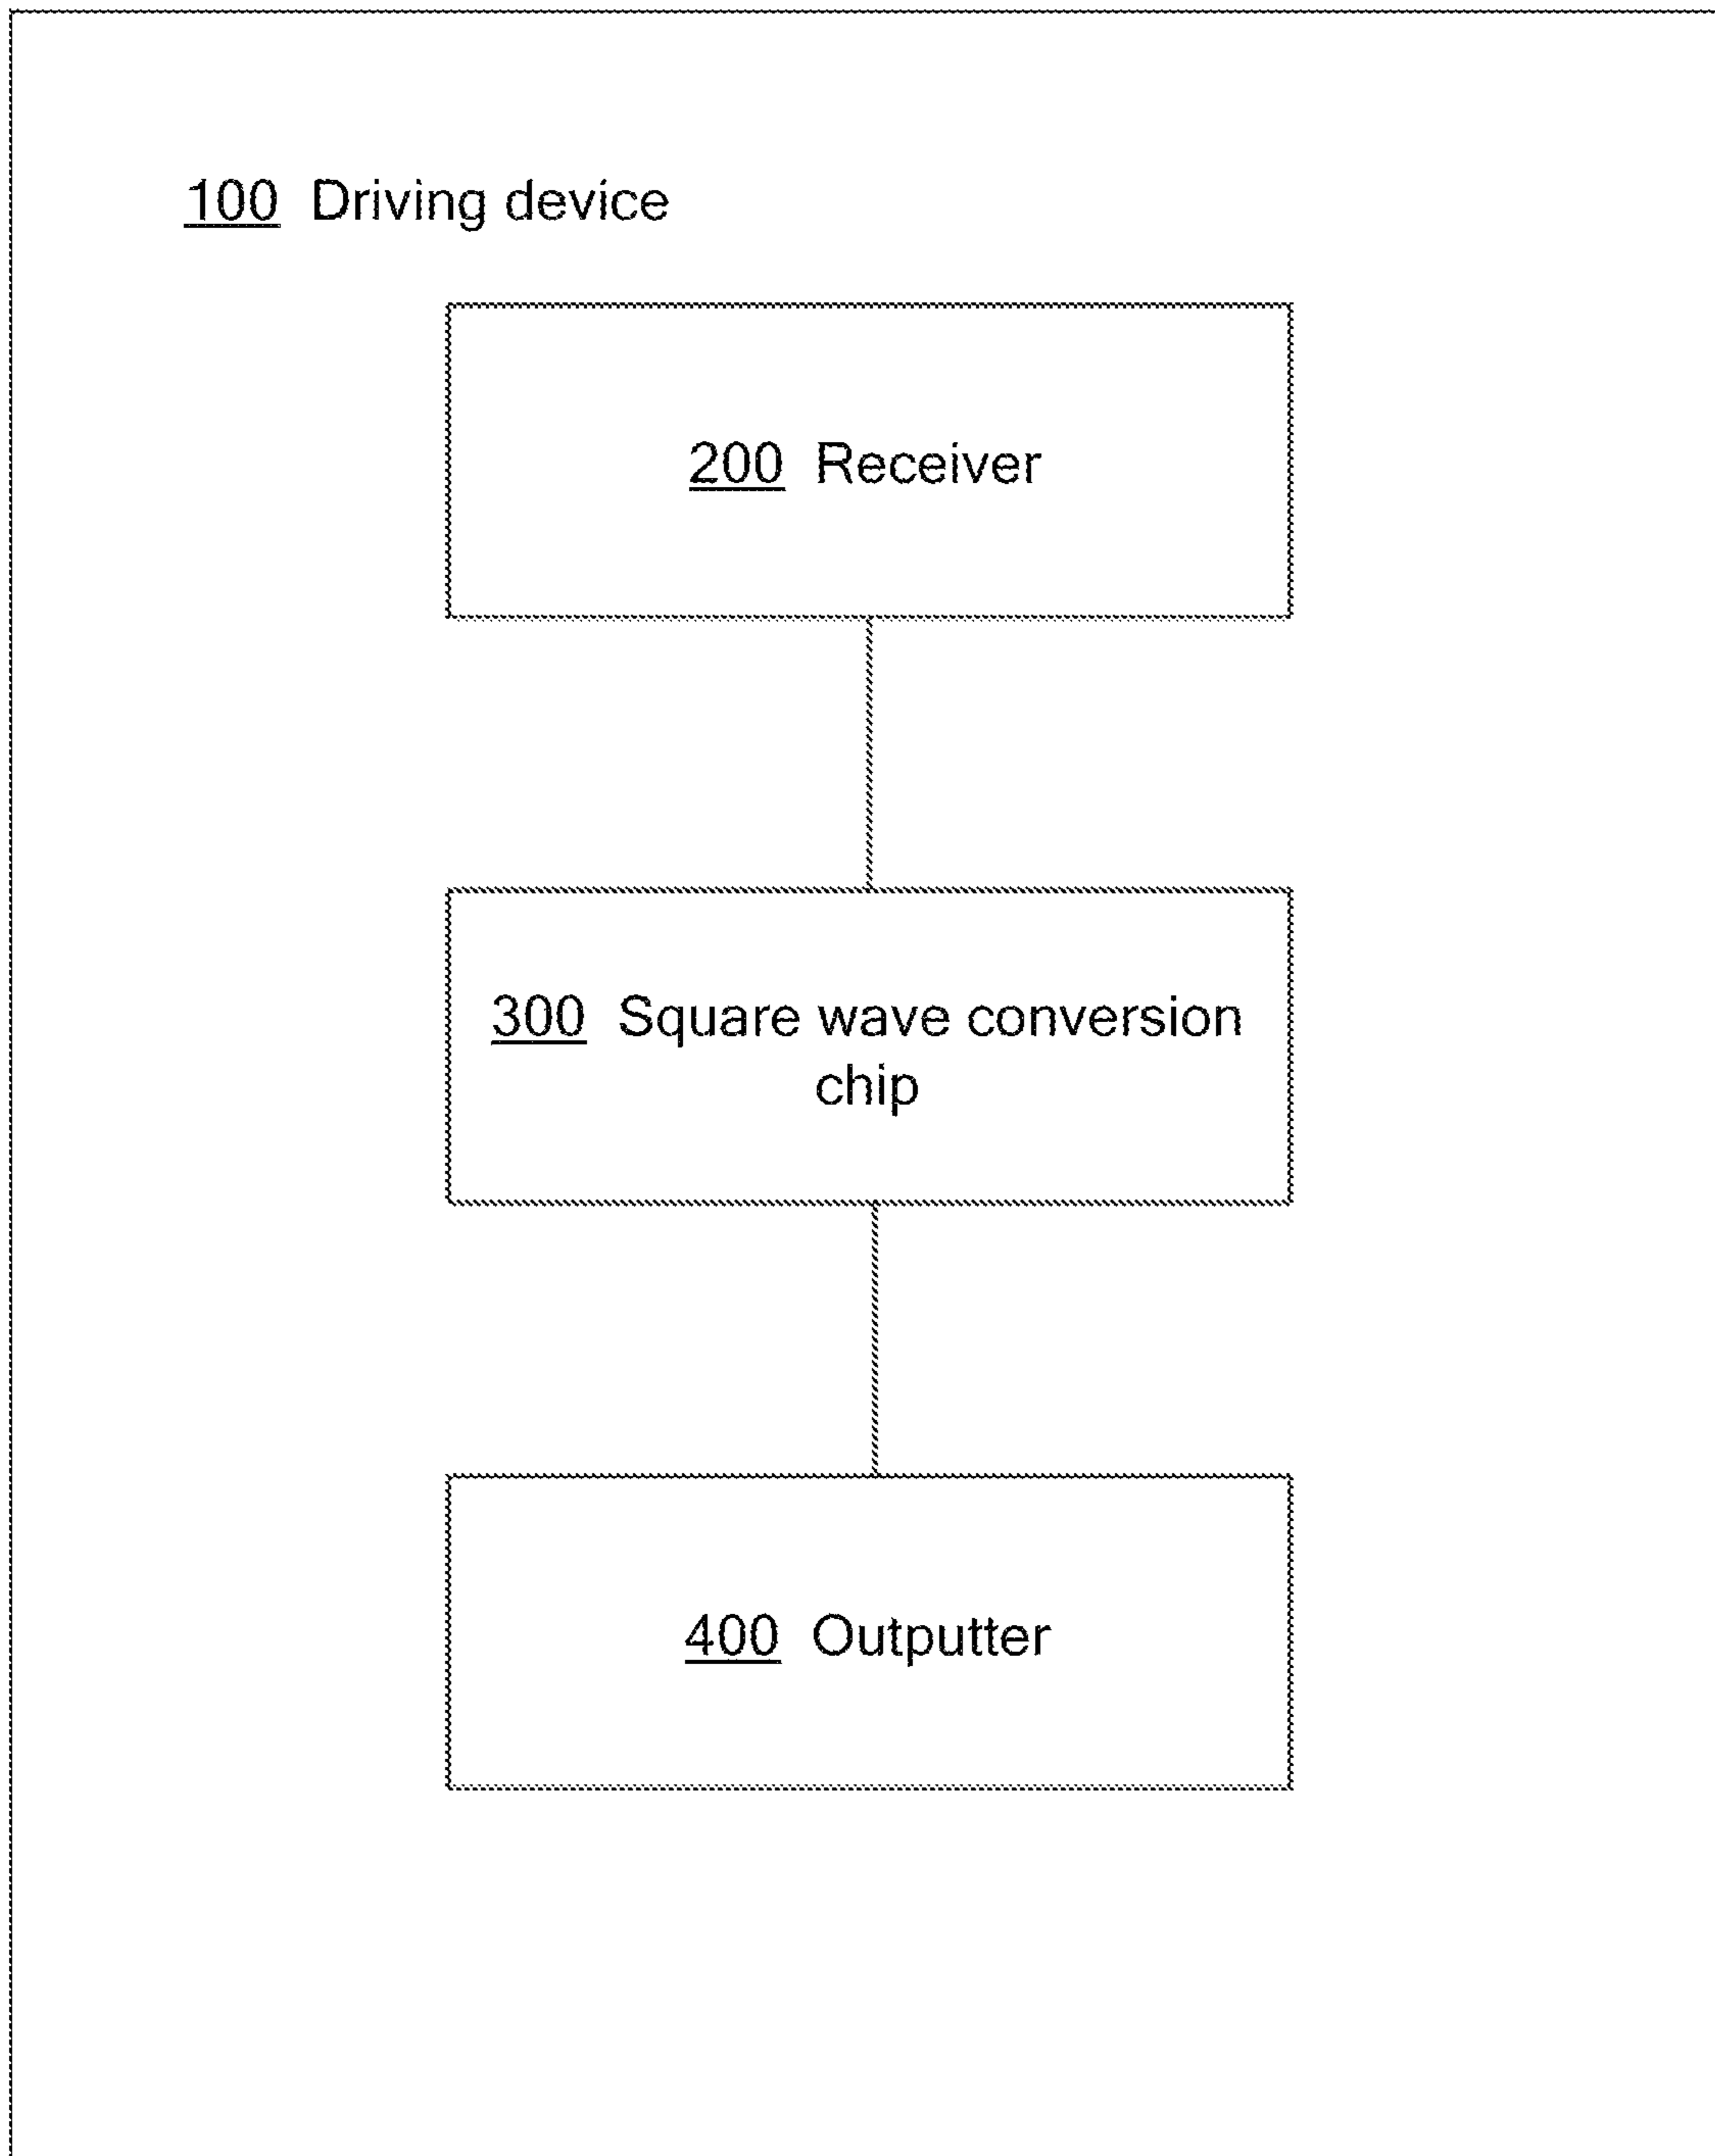 100 Driving device
200 Receiver
300 Square wave conversion
chip
400 Outputter